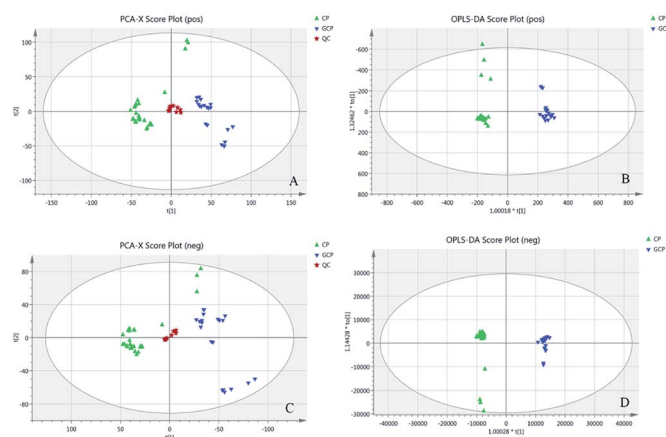 PCA-X Score Plot (pos)
CP
GCP
QC
100
50
0
-50
-100
t[2]
-150 -100 -50 0 50 100 150
t[1]
A
OPLS-DA Score Plot (pos)
CP
GCP
-600
-400
-200
0
200
400
600
800
1.32462 * to[1]
-800 -600 -400 -200 0 200 400 600 800
1.00018 * t[1]
B
PCA-X Score Plot (neg)
CP
GCP
QC
80
40
0
-40
-80
t[2]
100 50 0 -50 -100
t[1]
C
OPLS-DA Score Plot (neg)
CP
GCP
30000
20000
10000
0
-10000
-20000
-30000
1.14428 * to[1]
-40000 -30000 -20000 -10000 0 10000 20000 30000 40000
1.00028 * t[1]
D